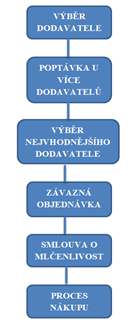 VÝBĚR
DODAVATELE
POPTÁVKA U
VÍCE
DODAVATELŮ
VÝBĚR
NEJVHODNĚJŠÍHO
DODAVATELE
ZÁVAZNÁ
OBJEDNÁVKA
SMLOUVA O
MLČENLIVOST
PROCES
NÁKUPU